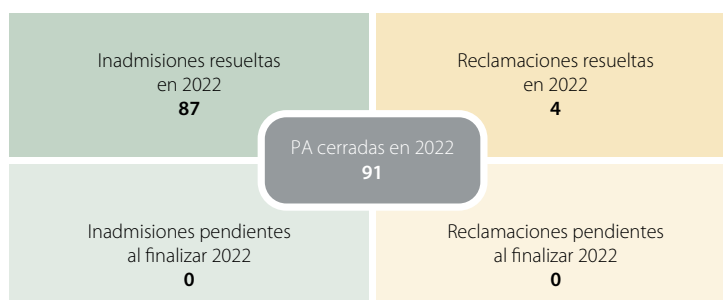 Inadmisiones resueltas
en 2022
87
Reclamaciones resueltas
en 2022
4
PA cerradas en 2022
91
Inadmisiones pendientes
al finalizar 2022
0
Reclamaciones pendientes
al finalizar 2022
0